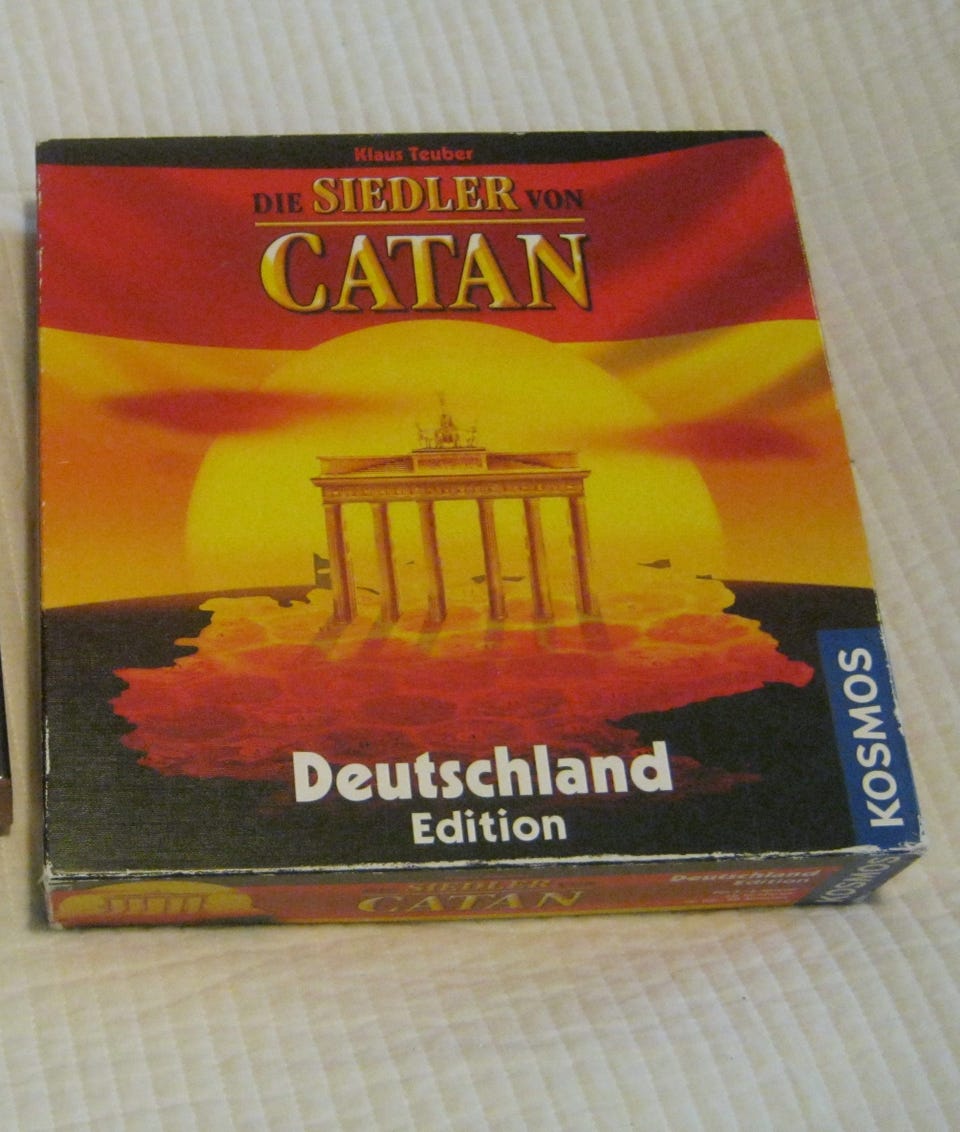 Klaus Teuber
DIE SIEDLER VON
CATAN
Deutschland
Edition
KOSMOS
SIEDLER
CATAN
Deutschland
Edition
KOSMOS